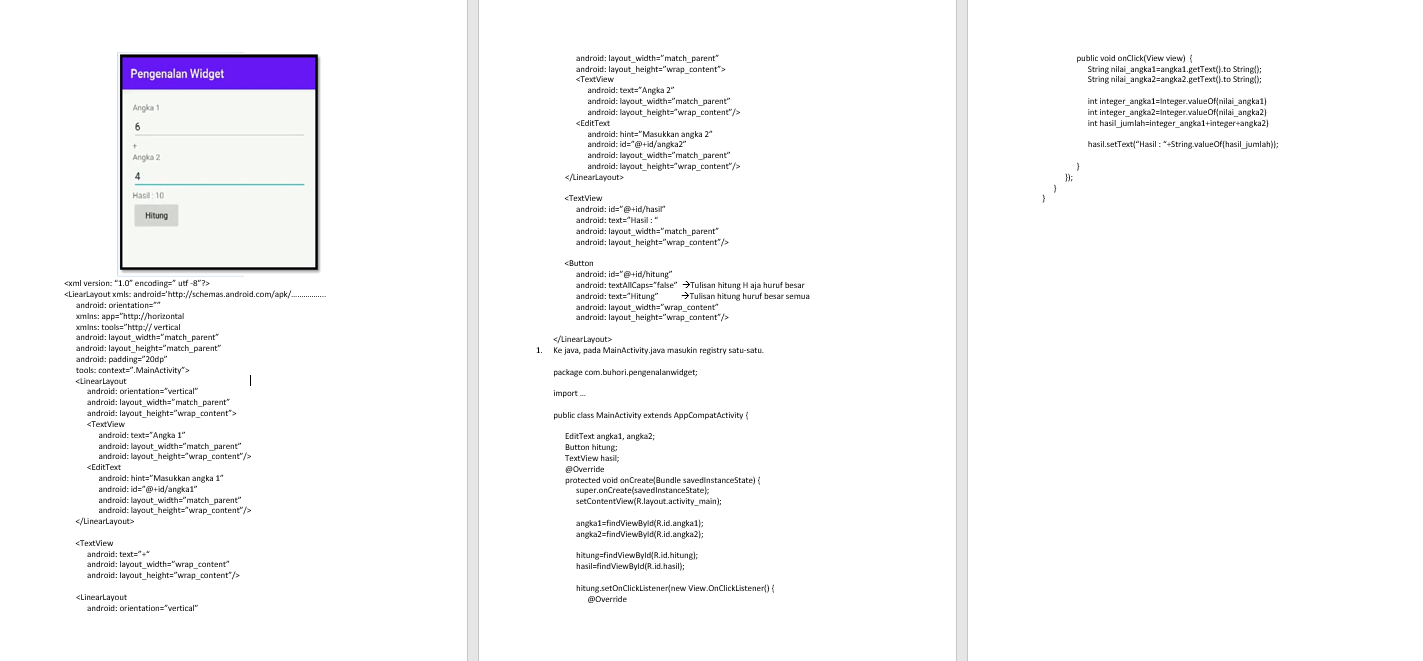 Pengenalan Widget
Angka 1
6
+
Angka 2
4
Hasil : 10
Hitung
<xml version: “1.0” encoding=” utf -8”?>
<LiearLayout xmls: android=’http://schemas.android.com/apk/................
android: orientation=””
xmlns: app=”http://horizontal
xmlns: tools=”http:// vertical
android: layout_width=”match_parent”
android: layout_height=”match_parent”
android: padding=”20dp”
tools: context=”.MainActivity”>
<LinearLayout
android: orientation=”vertical”
android: layout_width=”match_parent”
android: layout_height=”wrap_content”>
<TextView
android: text=”Angka 1”
android: layout_width=”match_parent”
android: layout_height=”wrap_content”/>
<EditText
android: hint=”Masukkan angka 1”
android: id=”@+id/angka1”
android: layout_width=”match_parent”
android: layout_height=”wrap_content”/>
</LinearLayout>
<TextView
android: text=”+”
android: layout_width=”wrap_content”
android: layout_height=”wrap_content”/>
<LinearLayout
android: orientation=”vertical”
android: layout_width=”match_parent”
android: layout_height=”wrap_content”>
<TextView
android: text=”Angka 2”
android: layout_width=”match_parent”
android: layout_height=”wrap_content”/>
<EditText
android: hint=”Masukkan angka 2”
android: id=”@+id/angka2”
android: layout_width=”match_parent”
android: layout_height=”wrap_content”/>
</LinearLayout>
<TextView
android: id=”@+id/hasil”
android: text=”Hasil : “
android: layout_width=”match_parent”
android: layout_height=”wrap_content”/>
<Button
android: id=”@+id/hitung”
android: textAllCaps=”false” →Tulisan hitung H aja huruf besar
android: text=”Hitung” →Tulisan hitung huruf besar semua
android: layout_width=”wrap_content”
android: layout_height=”wrap_content”/>
</LinearLayout>
1. Ke java, pada MainActivity.java masukin registry satu-satu.
package com.buhori.pengenalanwidget;
import …
public class MainActivity extends AppCompatActivity {
EditText angka1, angka2;
Button hitung;
TextView hasil;
@Override
protected void onCreate(Bundle savedInstanceState) {
super.onCreate(savedInstanceState);
setContentView(R.layout.activity_main);
angka1=findViewById(R.id.angka1);
angka2=findViewById(R.id.angka2);
hitung=findViewById(R.id.hitung);
hasil=findViewById(R.id.hasil);
hitung.setOnClickListener(new View.OnClickListener() {
@Override
public void onClick(View view) {
String nilai_angka1=angka1.getText().to String();
String nilai_angka2=angka2.getText().to String();
int integer_angka1=Integer.valueOf(nilai_angka1)
int integer_angka2=Integer.valueOf(nilai_angka2)
int hasil_jumlah=integer_angka1+integer+angka2)
hasil.setText(“Hasil : “+String.valueOf(hasil_jumlah));
}
});
}
}